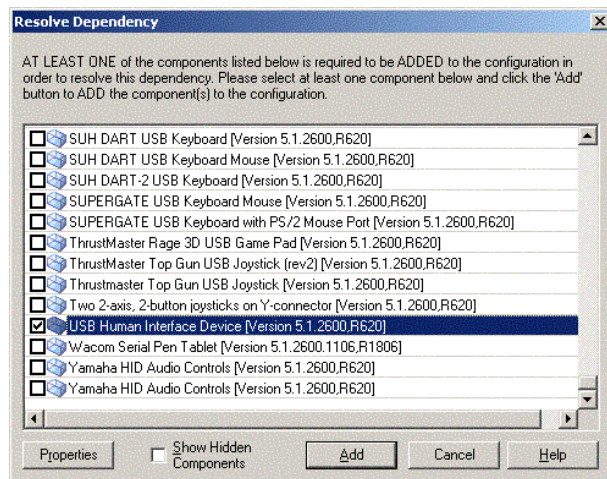 Resolve Dependency
AT LEAST ONE of the components listed below is required to be ADDED to the configuration in
order to resolve this dependency. Please select at least one component below and click the 'Add'
button to ADD the component(s) to the configuration.
SUH DART USB Keyboard [Version 5.1.2600,R620]
SUH DART USB Keyboard Mouse [Version 5.1.2600,R620]
SUH DART-2 USB Keyboard [Version 5.1.2600,R620]
SUPERGATE USB Keyboard Mouse [Version 5.1.2600,R620]
SUPERGATE USB Keyboard with PS/2 Mouse Port [Version 5.1.2600,R620]
ThrustMaster Rage 3D USB Game Pad [Version 5.1.2600,R620]
ThrustMaster Top Gun USB Joystick (rev2) [Version 5.1.2600,R620]
Thrustmaster Top Gun USB Joystick [Version 5.1.2600,R620]
Two 2-axis, 2-button joysticks on Y-connector [Version 5.1.2600,R620]
USB Human Interface Device [Version 5.1.2600,R620]
Wacom Serial Pen Tablet [Version 5.1.2600.1106,R1806]
Yamaha HID Audio Controls [Version 5.1.2600,R620]
Yamaha HID Audio Controls [Version 5.1.2600,R620]
Properties
Show Hidden
Components
Add
Cancel
Help